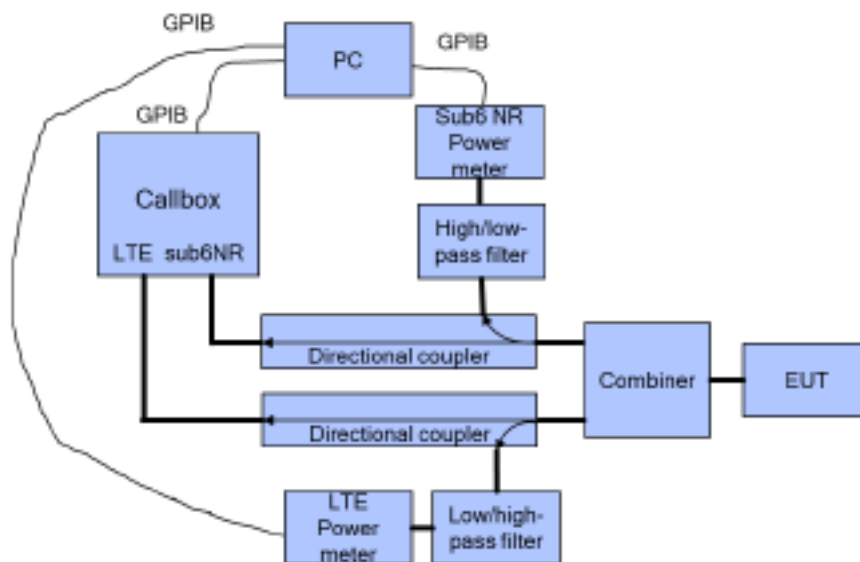 GPIB
PC
GPIB
GPIB
Sub6 NR
Power
meter
Callbox
LTE sub6NR
High/low-
pass filter
Directional coupler
Combiner
EUT
Directional coupler
LTE
Power
meter
Low/high-
pass filter